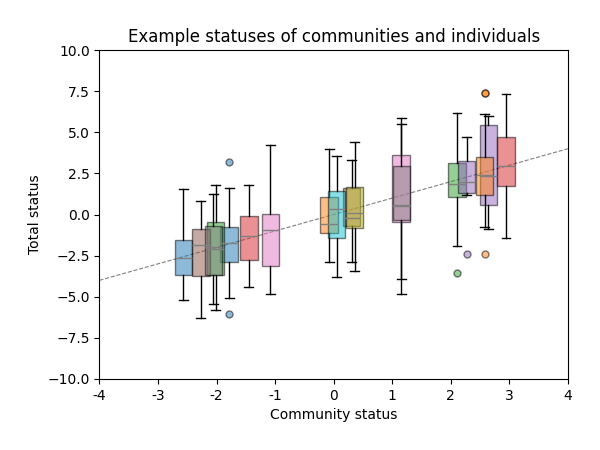 Example statuses of communities and individuals
10.0
7.5
5.0
2.5
0.0
−2.5
−5.0
−7.5
−10.0
Total status
-4 -3 -2 -1 0 1 2 3 4
Community status